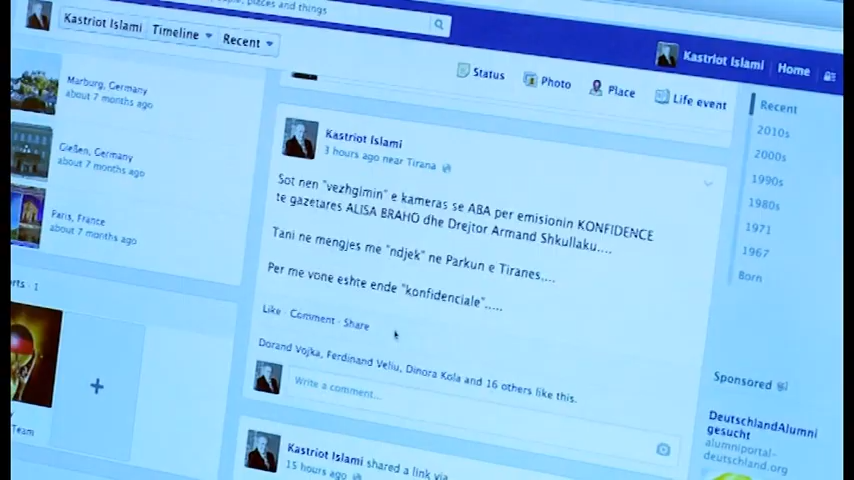 places and things
Kastriot Islami
Timeline
Recent
Kastriot Islami
Home
Marburg, Germany
about 7 months ago
Gießen, Germany
about 7 months ago
Paris, France
about 7 months ago
Status
Photo
Place
Life event
Kastriot Islami
3 hours ago near Tirana
Sot nen "vezhgimin" e kameras se ABA per emisionin KONFIDENCE
te gazetares ALISA BRAHO dhe Drejtor Armand Shkullaku....
Tani ne mengjes me "ndjek" ne Parkun e Tiranes,...
Per me vone eshte ende "konfidenciale".....
Like · Comment · Share
Dorand Vojka, Ferdinand Veliu, Dinora Kola and 16 others like this.
Write a comment...
Kastriot Islami shared a link via
15 hours ago
Recent
2010s
2000s
1990s
1980s
1971
1967
Born
Sponsored
DeutschlandAlumni
gesucht
alumniportal-
deutschland.org
· 1
+
Team